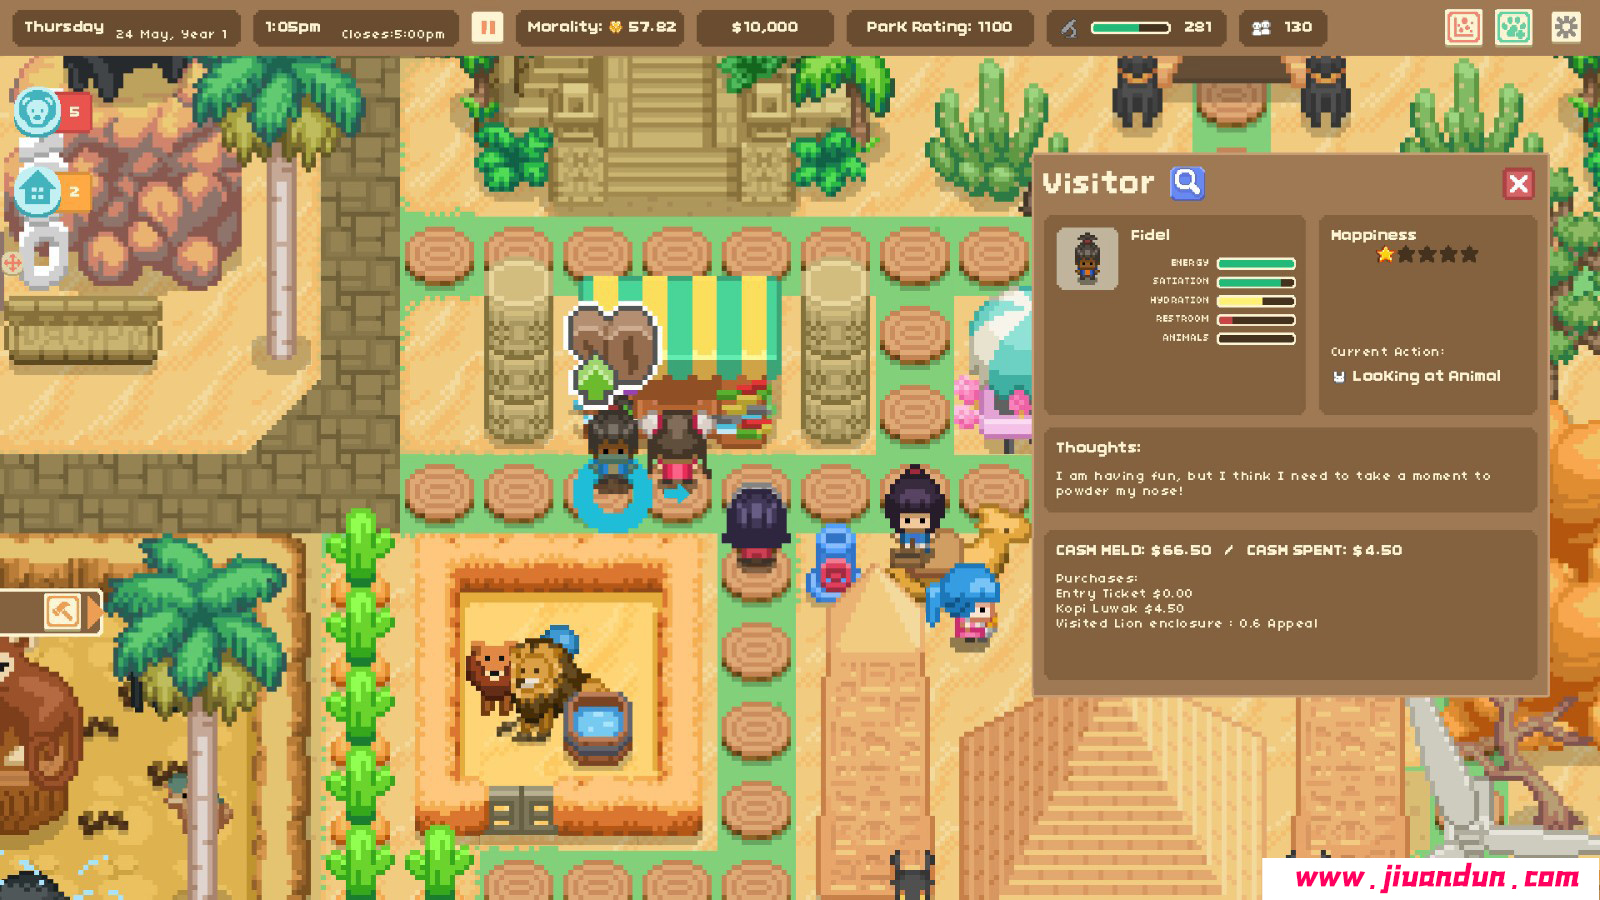 Thursday 24 May, Year 1
1:05pm Closes:5:00pm
Morality: 57.82
$10,000
Park Rating: 1100
281
130
5
2
Visitor
Fidel
ENERGY
SATIATION
HYDRATION
RESTROOM
ANIMALS
Happiness
Current Action:
Looking at Animal
Thoughts:
I am having fun, but I think I need to take a moment to
powder my nose!
CASH HELD: $66.50 / CASH SPENT: $4.50
Purchases:
Entry Ticket $0.00
Kopi Luwak $4.50
Visited Lion enclosure : 0.6 Appeal
www.jiuandun.com